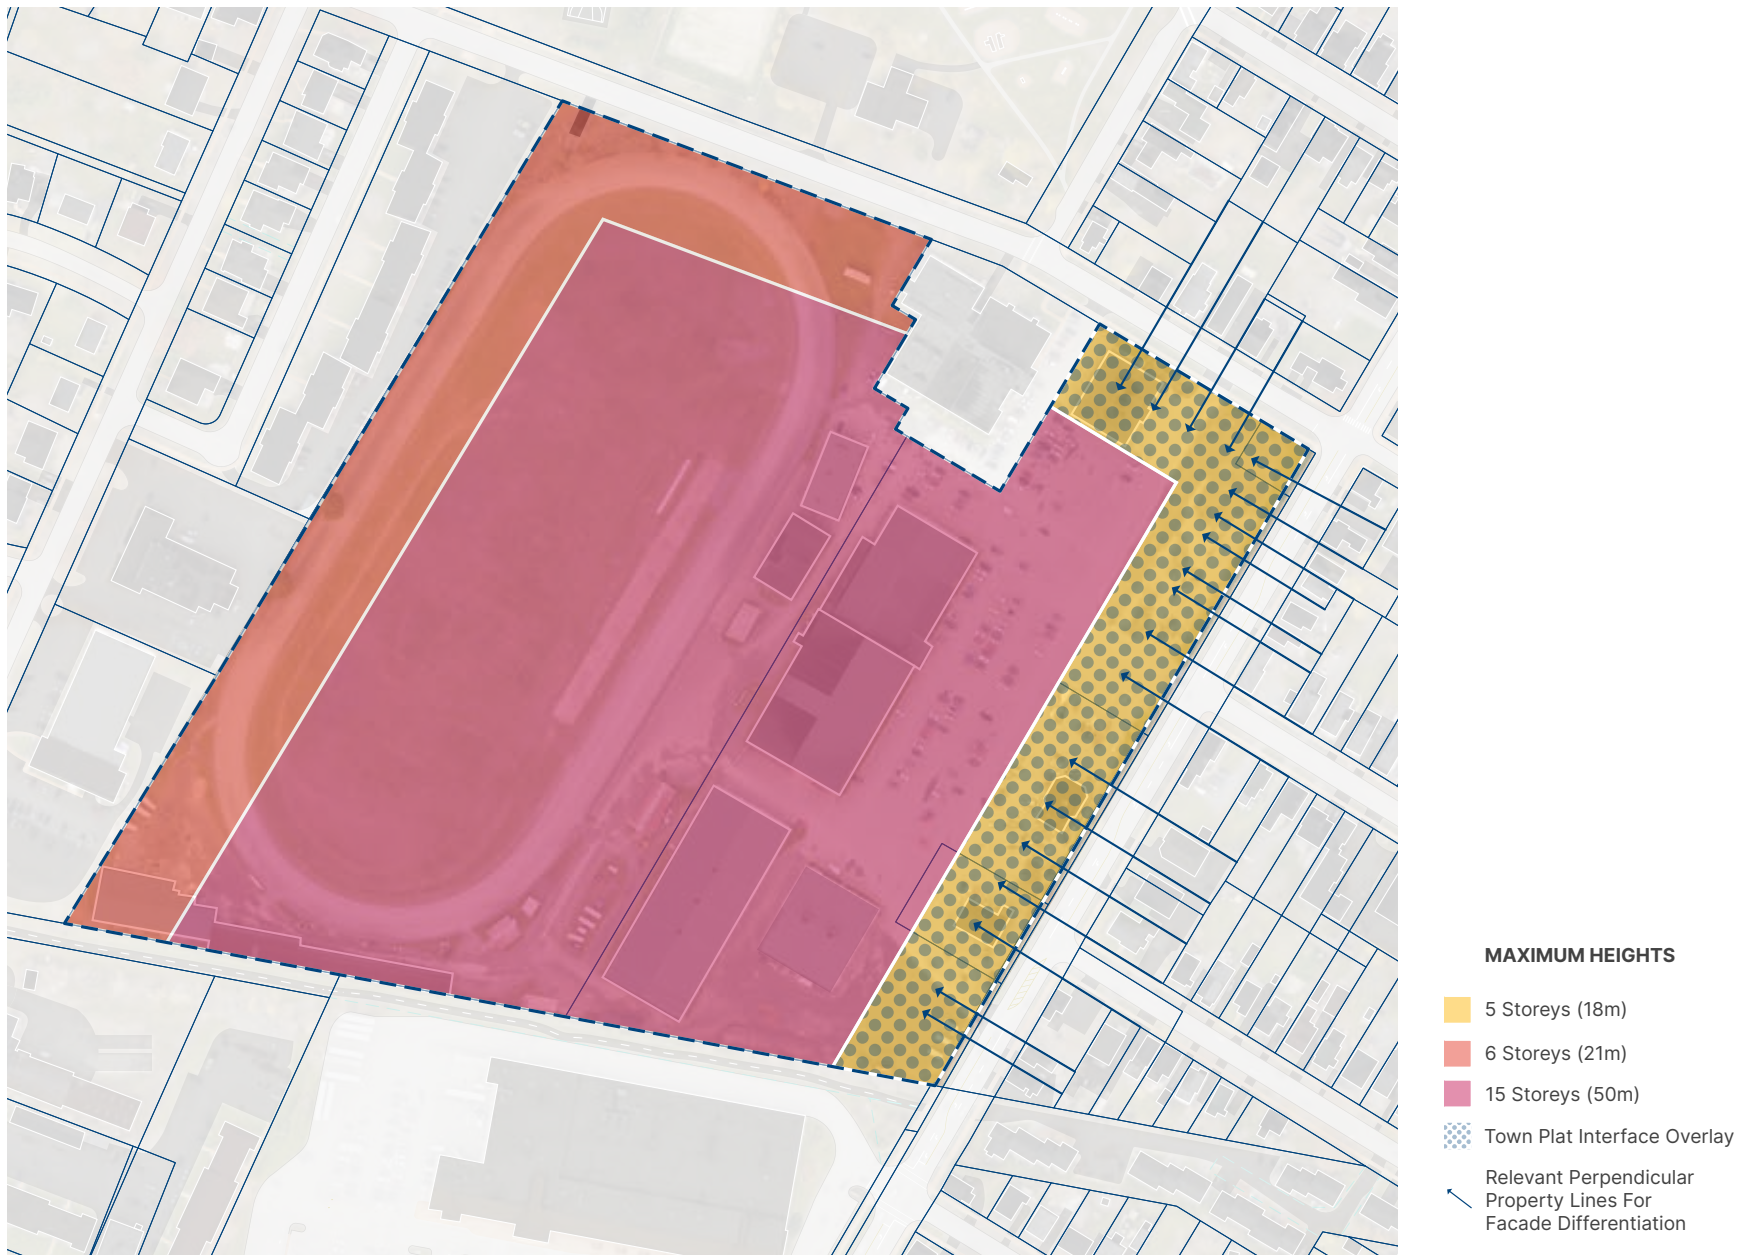 MAXIMUM HEIGHTS
5 Storeys (18m)
6 Storeys (21m)
15 Storeys (50m)
Town Plat Interface Overlay
Relevant Perpendicular
Property Lines For
Facade Differentiation